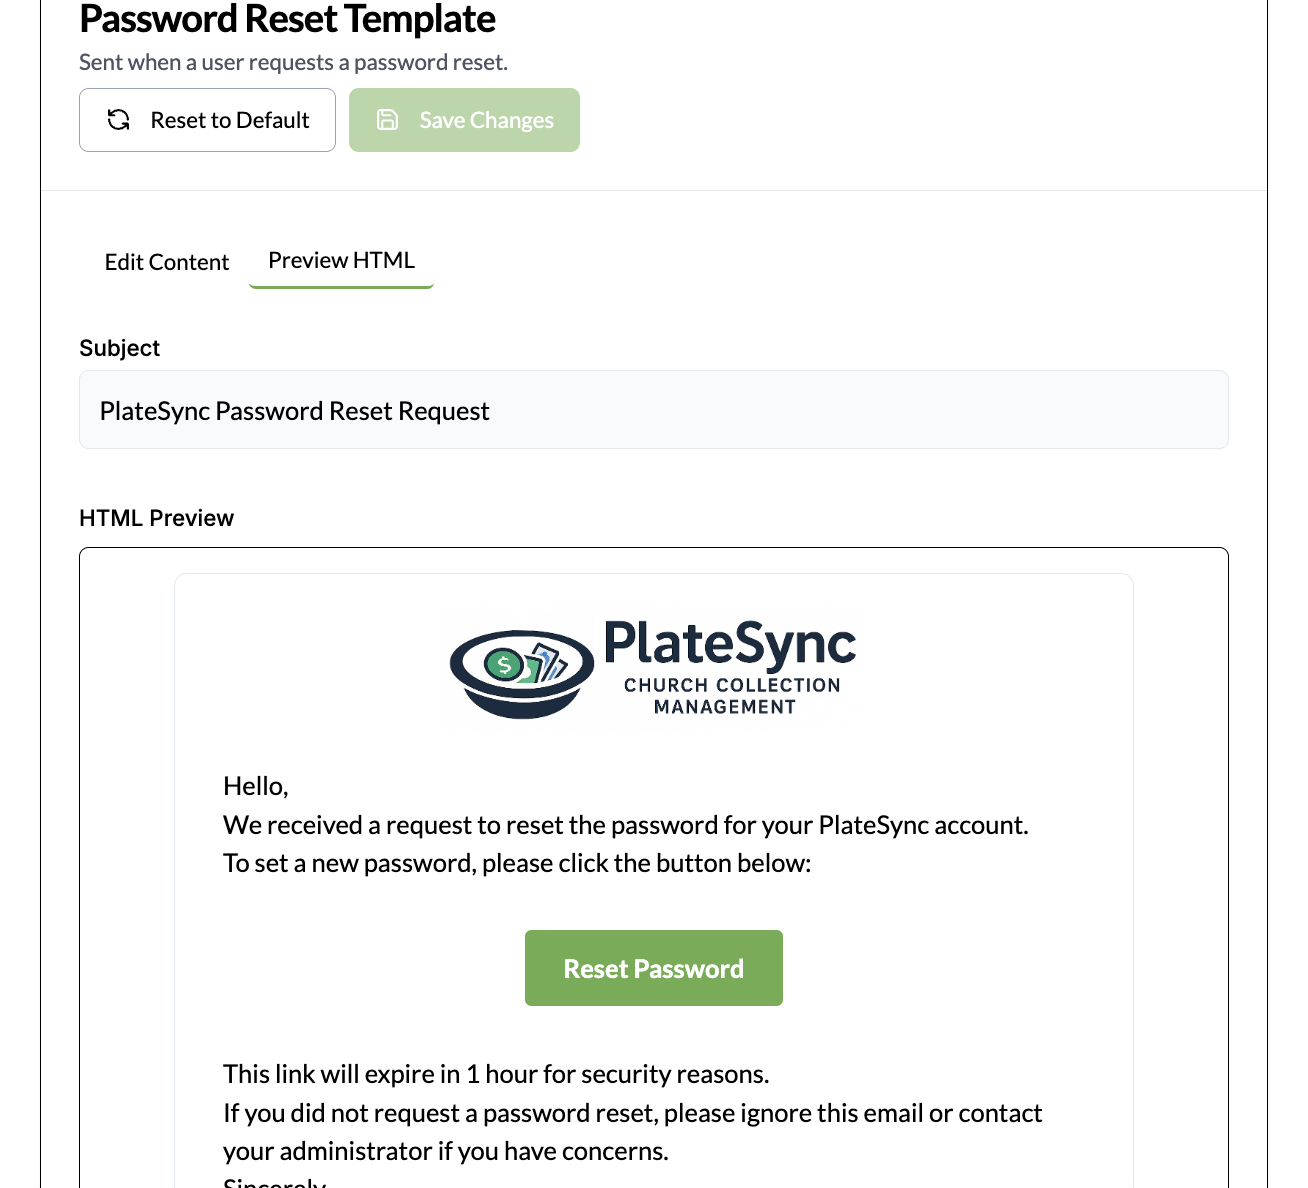 Password Reset Template
Sent when a user requests a password reset.
Reset to Default
Save Changes
Edit Content
Preview HTML
Subject
PlateSync Password Reset Request
HTML Preview
$
PlateSync
CHURCH COLLECTION
MANAGEMENT
Hello,
We received a request to reset the password for your PlateSync account.
To set a new password, please click the button below:
Reset Password
This link will expire in 1 hour for security reasons.
If you did not request a password reset, please ignore this email or contact
your administrator if you have concerns.
Sincerely,